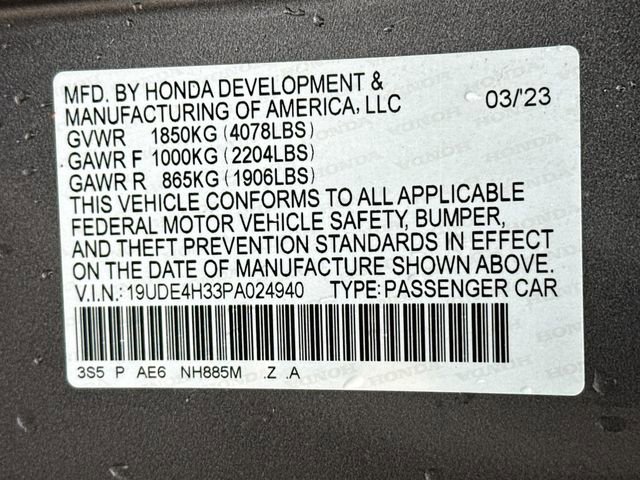 MFD. BY HONDA DEVELOPMENT &
MANUFACTURING OF AMERICA, LLC 03/'23
GVWR 1850KG (4078LBS)
GAWR F 1000KG (2204LBS)
GAWR R 865KG (1906LBS)
THIS VEHICLE CONFORMS TO ALL APPLICABLE
FEDERAL MOTOR VEHICLE SAFETY, BUMPER,
AND THEFT PREVENTION STANDARDS IN EFFECT
ON THE DATE OF MANUFACTURE SHOWN ABOVE.
V.I.N.: 19UDE4H33PA024940 TYPE: PASSENGER CAR
3S5 P AE6 NH885M .Z .A